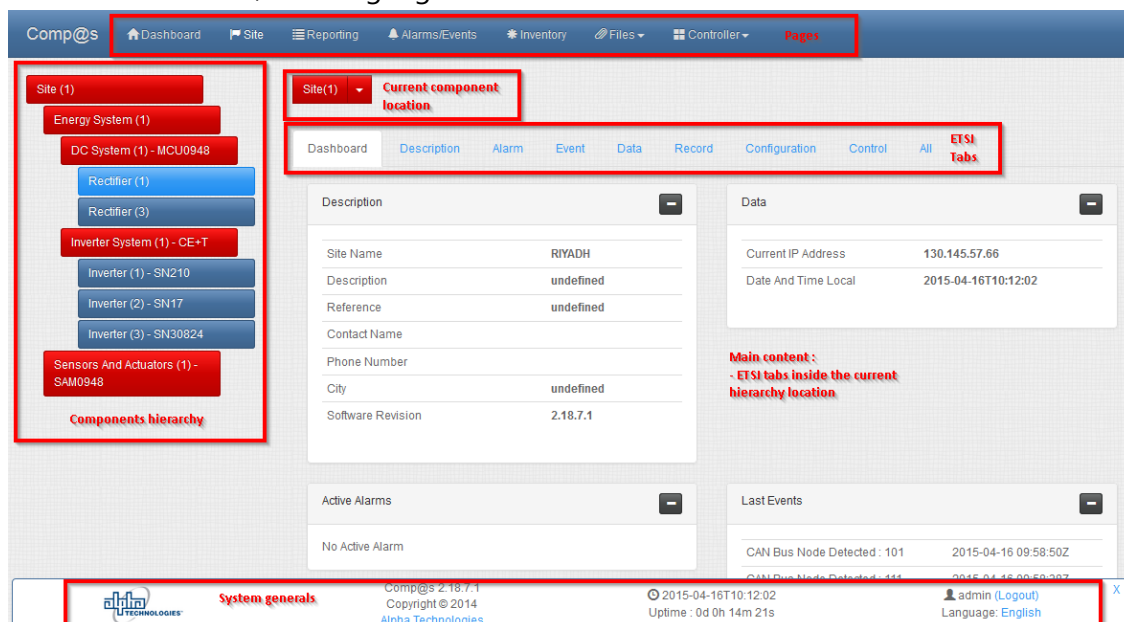 Comp@s Dashboard Site Reporting Alarms/Events Inventory Files Controller Pages
Site (1)
Energy System (1)
DC System (1) - MCU0948
Rectifier (1)
Rectifier (3)
Inverter System (1) - CE+T
Inverter (1) - SN210
Inverter (2) - SN17
Inverter (3) - SN30824
Sensors And Actuators (1) -
SAM0948
Components hierarchy
Site(1)
Current component
location
Dashboard Description Alarm Event Data Record Configuration Control All
ETSI
Tabs
Description
Site Name RIYADH
Description undefined
Reference undefined
Contact Name
Phone Number
City undefined
Software Revision 2.18.7.1
Data
Current IP Address 130.145.57.66
Date And Time Local 2015-04-16T10:12:02
Main content :
- ETSI tabs inside the current
hierarchy location
Active Alarms
No Active Alarm
Last Events
CAN Bus Node Detected : 101 2015-04-16 09:58:50Z
alpha
TECHNOLOGIES
System generals
Comp@s 2.18.7.1
Copyright © 2014
Alpha Technologies
2015-04-16T10:12:02
Uptime : 0d 0h 14m 21s
admin (Logout)
Language: English
X